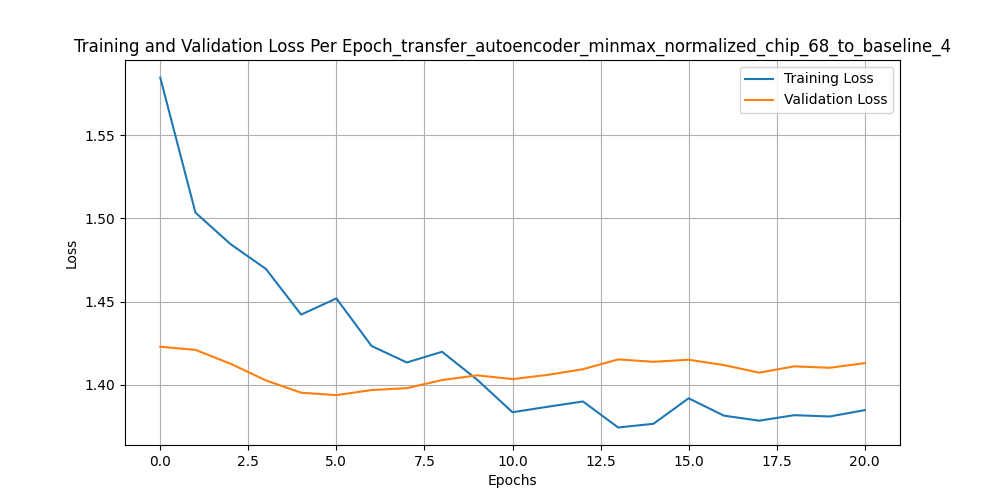 Training and Validation Loss Per Epoch_transfer_autoencoder_minmax_normalized_chip_68_to_baseline_4
Training Loss
Validation Loss
1.55
1.50
1.45
1.40
Loss
0.0 2.5 5.0 7.5 10.0 12.5 15.0 17.5 20.0
Epochs